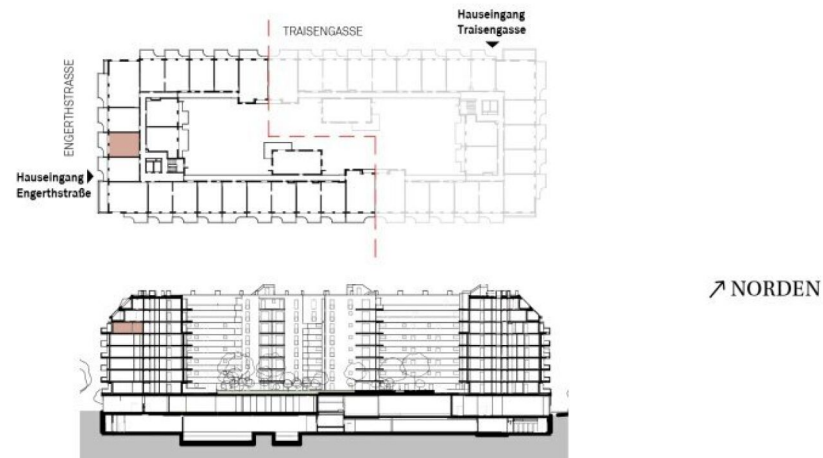 Hauseingang
Traisengasse
TRAISENGASSE
ENGERTHSTRASSE
Hauseingang
Engerthstraße
↗ NORDEN